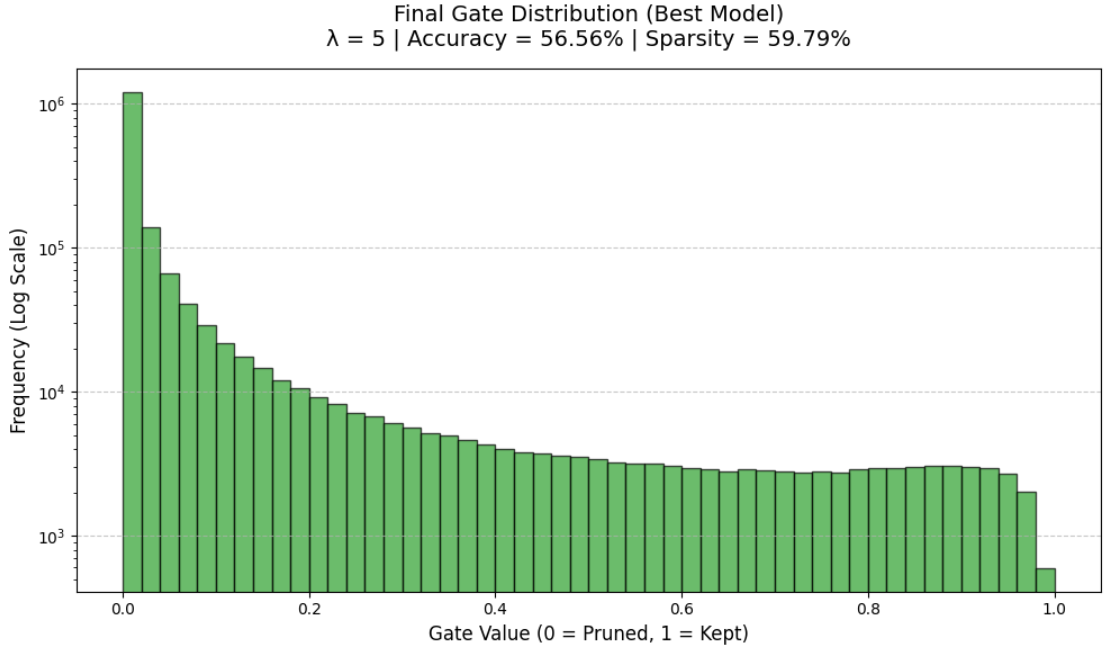 Final Gate Distribution (Best Model)
λ = 5 | Accuracy = 56.56% | Sparsity = 59.79%
Frequency (Log Scale)
10⁶
10⁵
10⁴
10³
0.0 0.2 0.4 0.6 0.8 1.0
Gate Value (0 = Pruned, 1 = Kept)